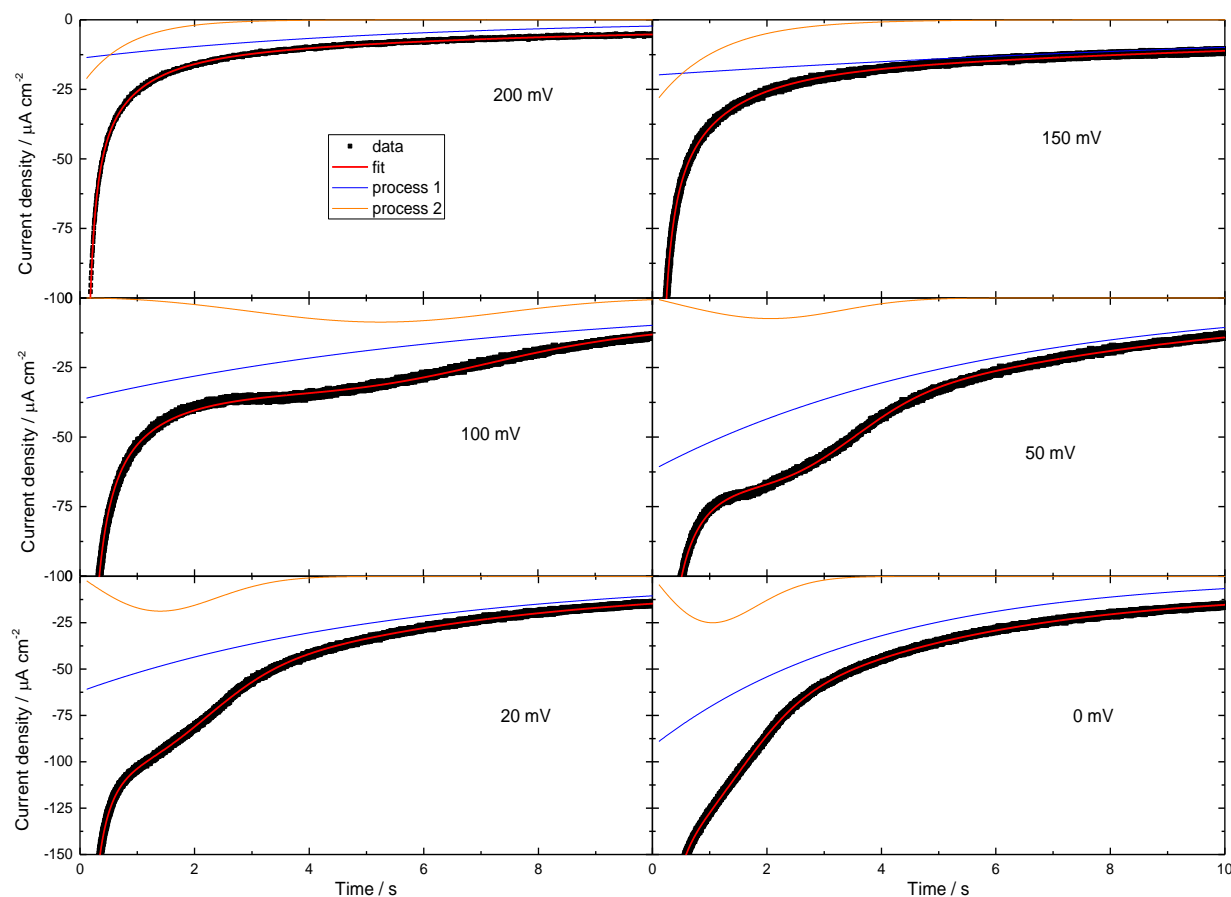 0
-25
-50
-75
-100
Current density / μA cm⁻²
200 mV
data
fit
process 1
process 2
150 mV
-25
-50
-75
-100
Current density / μA cm⁻²
100 mV
50 mV
-25
-50
-75
-100
-125
-150
Current density / μA cm⁻²
20 mV
0 mV
0
2
4
6
8
0
2
4
6
8
10
Time / s
Time / s